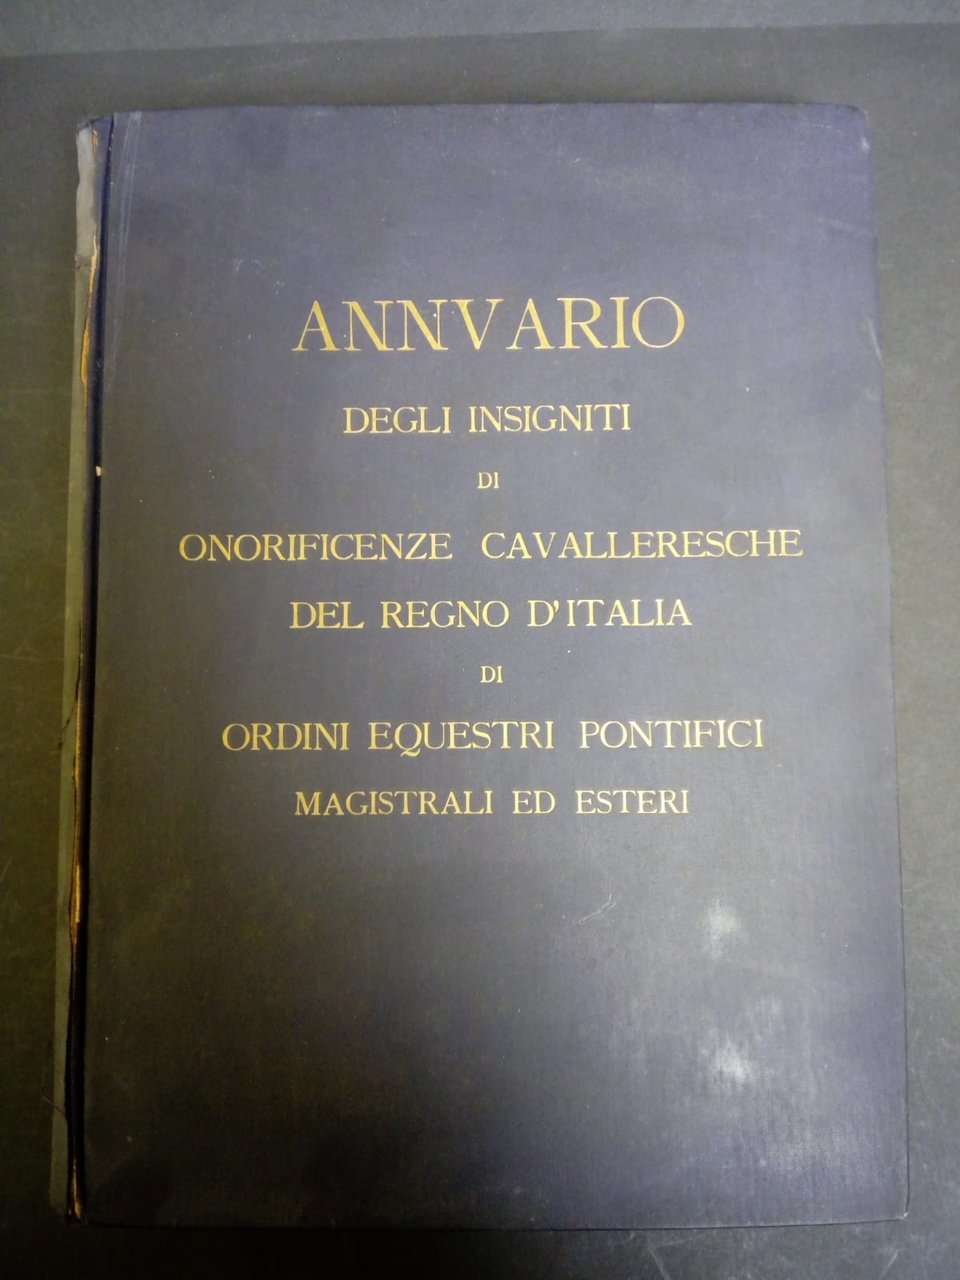 ANNVARIO
DEGLI INSIGNITI
DI
ONORIFICENZE CAVALLERESCHE
DEL REGNO D'ITALIA
DI
ORDINI EQUESTRI PONTIFICI
MAGISTRALI ED ESTERI